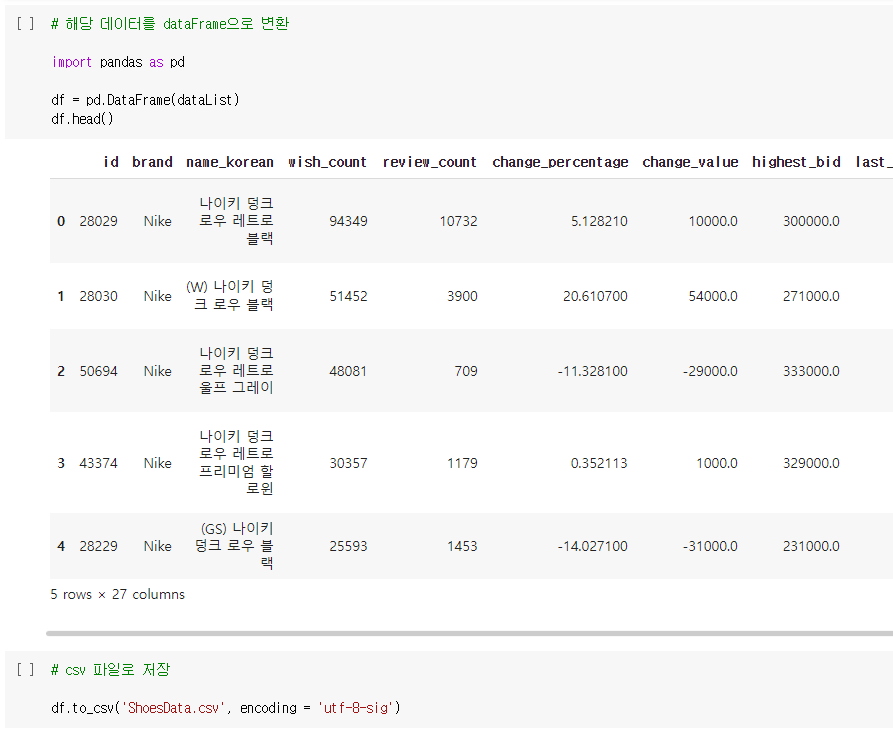 [ ] # 해당 데이터를 dataFrame으로 변환
import pandas as pd
df = pd.DataFrame(dataList)
df.head()
id brand name_korean wish_count review_count change_percentage change_value highest_bid last_
0 28029 Nike 나이키 덩크 로우 레트로 블랙 94349 10732 5.128210 10000.0 300000.0
1 28030 Nike (W) 나이키 덩크 로우 블랙 51452 3900 20.610700 54000.0 271000.0
2 50694 Nike 나이키 덩크 로우 레트로 울프 그레이 48081 709 -11.328100 -29000.0 333000.0
3 43374 Nike 나이키 덩크 로우 레트로 프리미엄 할로윈 30357 1179 0.352113 1000.0 329000.0
4 28229 Nike (GS) 나이키 덩크 로우 블랙 25593 1453 -14.027100 -31000.0 231000.0
5 rows × 27 columns
[ ] # csv 파일로 저장
df.to_csv('ShoesData.csv', encoding = 'utf-8-sig')